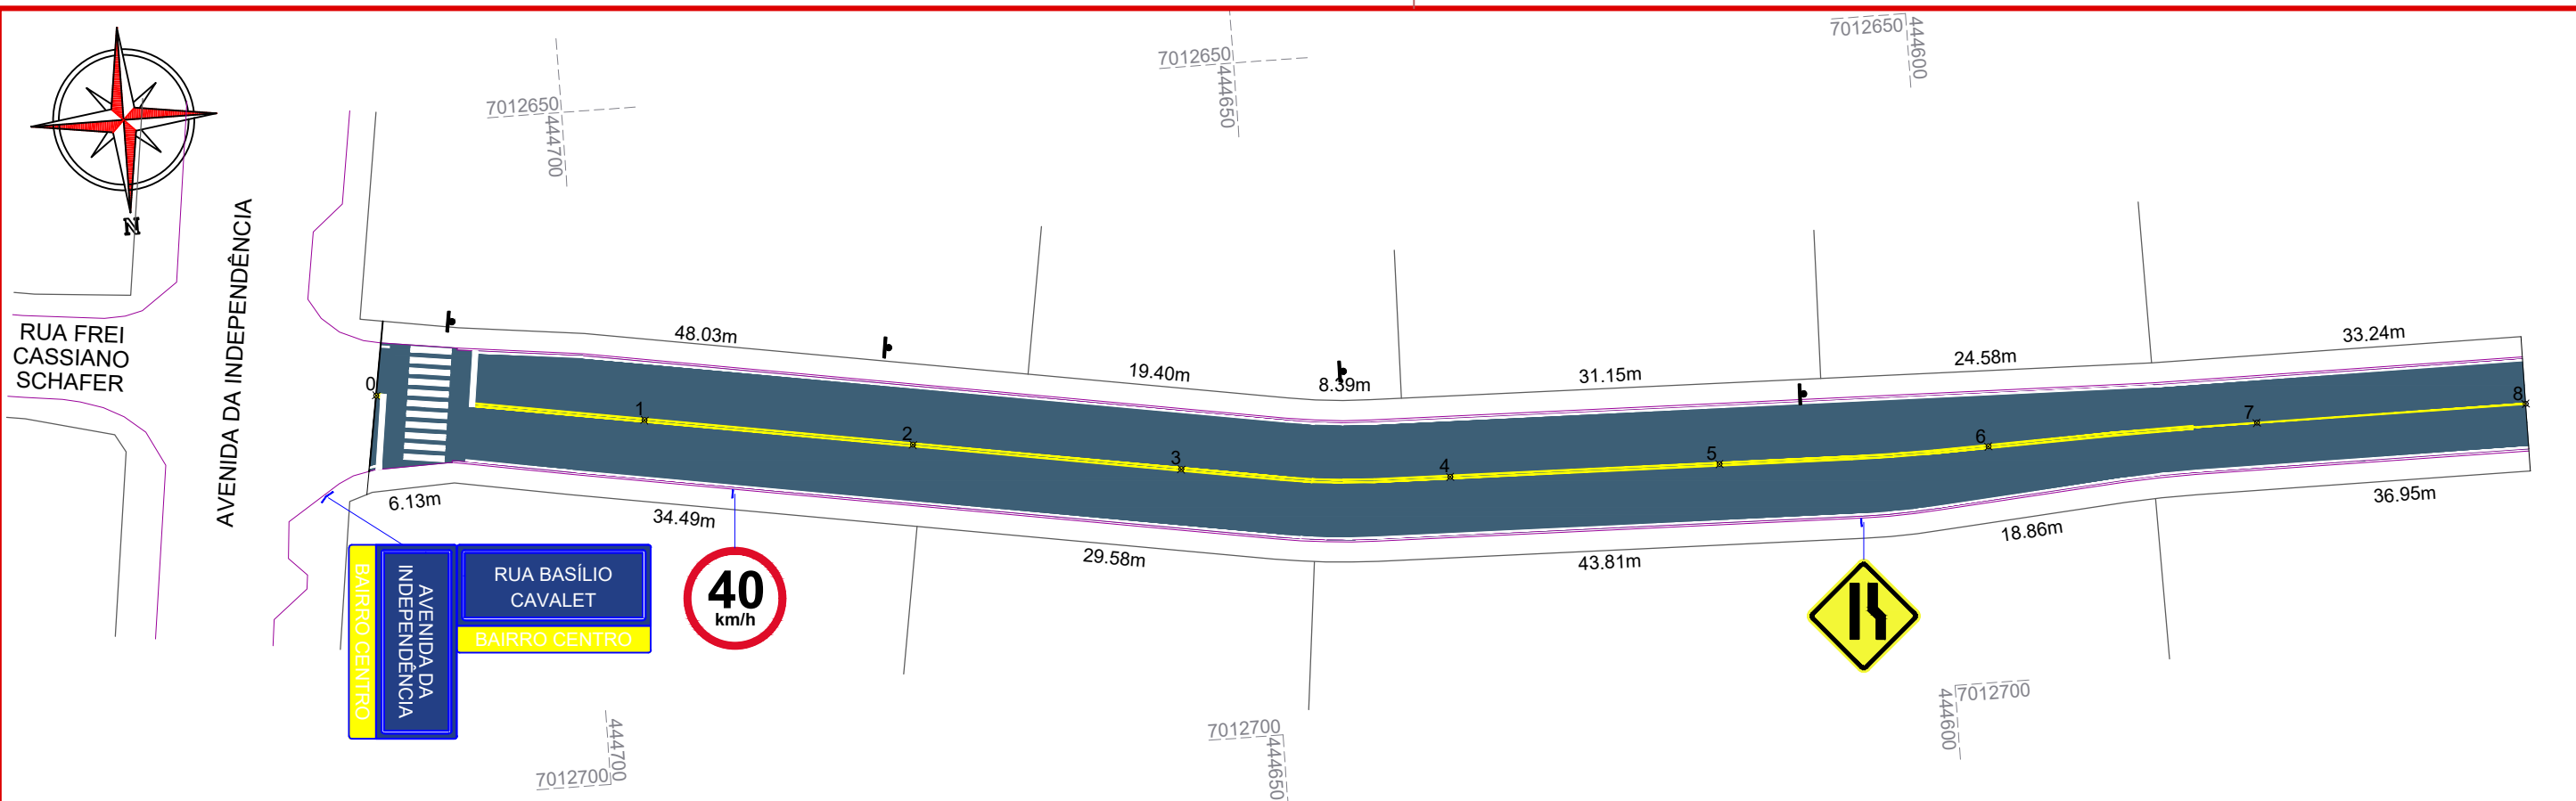 7012650
444700
7012650
444650
7012650
444600
N
AVENIDA DA INDEPENDÊNCIA
RUA FREI
CASSIANO
SCHAFER
48.03m
19.40m
8.39m
31.15m
24.58m
33.24m
0
1
2
3
4
5
6
7
8
6.13m
34.49m
29.58m
43.81m
18.86m
36.95m
BAIRRO CENTRO
AVENIDA DA
INDEPENDÊNCIA
RUA BASÍLIO
CAVALET
BAIRRO CENTRO
40
km/h
444700
7012700
7012700
444650
444600
7012700